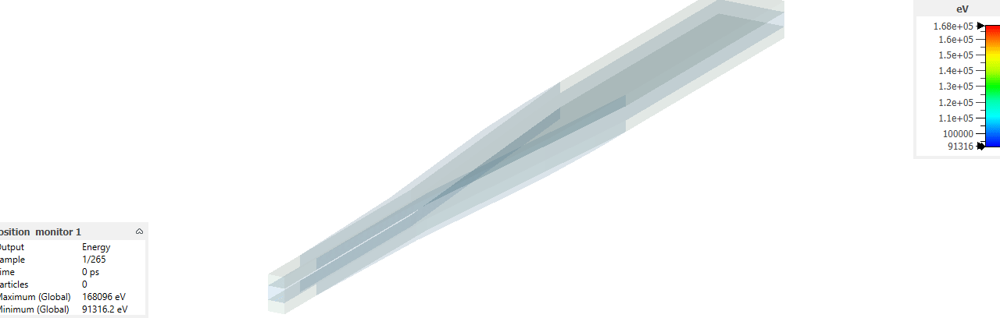 eV
1.68e+05
1.6e+05
1.5e+05
1.4e+05
1.3e+05
1.2e+05
1.1e+05
100000
91316
osition monitor 1
Output Energy
ample 1/265
ime 0 ps
articles 0
Maximum (Global) 168096 eV
Minimum (Global) 91316.2 eV